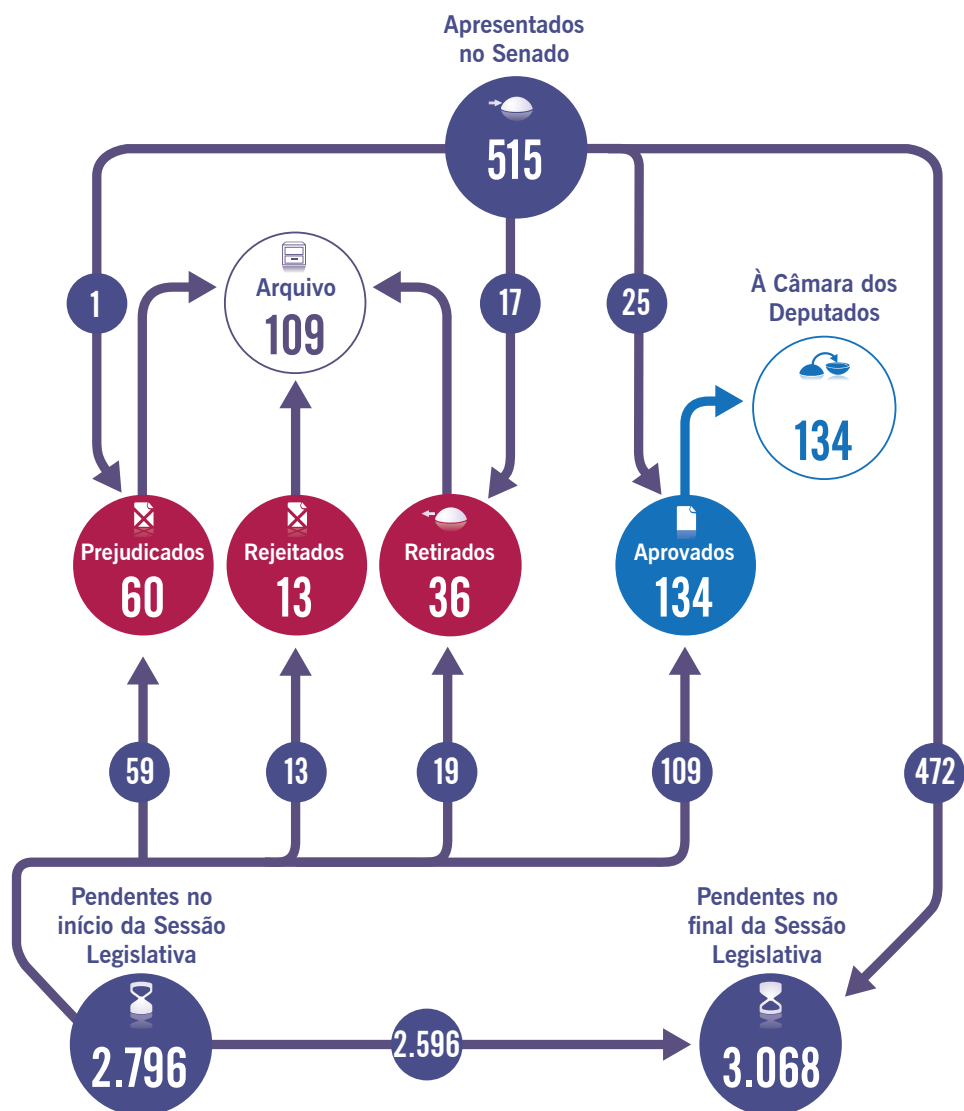 Apresentados
no Senado
515
1
Arquivo
109
17
25
À Câmara dos
Deputados
134
Prejudicados
60
Rejeitados
13
Retirados
36
Aprovados
134
59
13
19
109
472
Pendentes no
início da Sessão
Legislativa
2.796
2.596
Pendentes no
final da Sessão
Legislativa
3.068